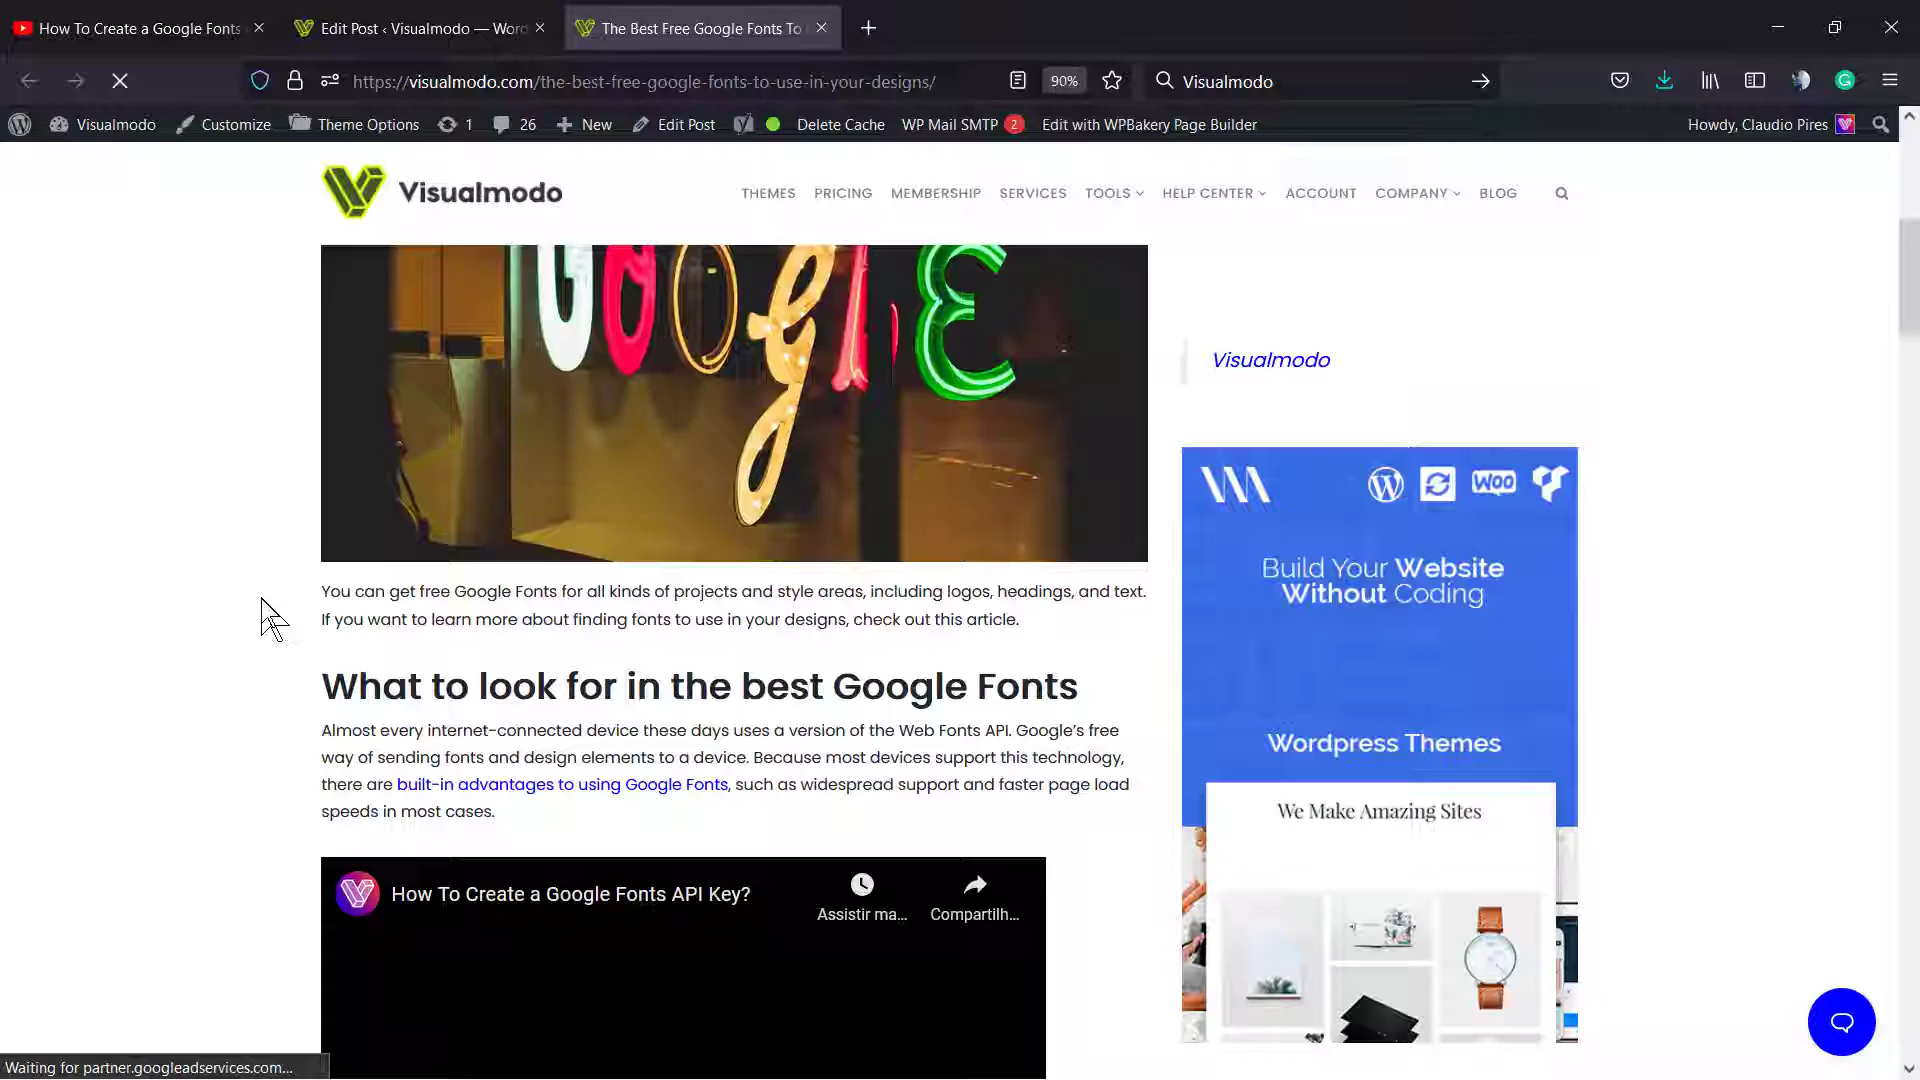 How To Create a Google Fonts
Edit Post ‹ Visualmodo — Word
The Best Free Google Fonts To
https://visualmodo.com/the-best-free-google-fonts-to-use-in-your-designs/
90%
Visualmodo
Visualmodo
Customize
Theme Options
1
26
New
Edit Post
Delete Cache
WP Mail SMTP 2
Edit with WPBakery Page Builder
Howdy, Claudio Pires
Visualmodo
THEMES
PRICING
MEMBERSHIP
SERVICES
TOOLS
HELP CENTER
ACCOUNT
COMPANY
BLOG
GOOGLE
Visualmodo
WOO
Build Your Website
Without Coding
Wordpress Themes
We Make Amazing Sites
You can get free Google Fonts for all kinds of projects and style areas, including logos, headings, and text.
If you want to learn more about finding fonts to use in your designs, check out this article.
What to look for in the best Google Fonts
Almost every internet-connected device these days uses a version of the Web Fonts API. Google’s free
way of sending fonts and design elements to a device. Because most devices support this technology,
there are built-in advantages to using Google Fonts, such as widespread support and faster page load
speeds in most cases.
How To Create a Google Fonts API Key?
Assistir ma...
Compartilh...
Waiting for partner.googleadservices.com...